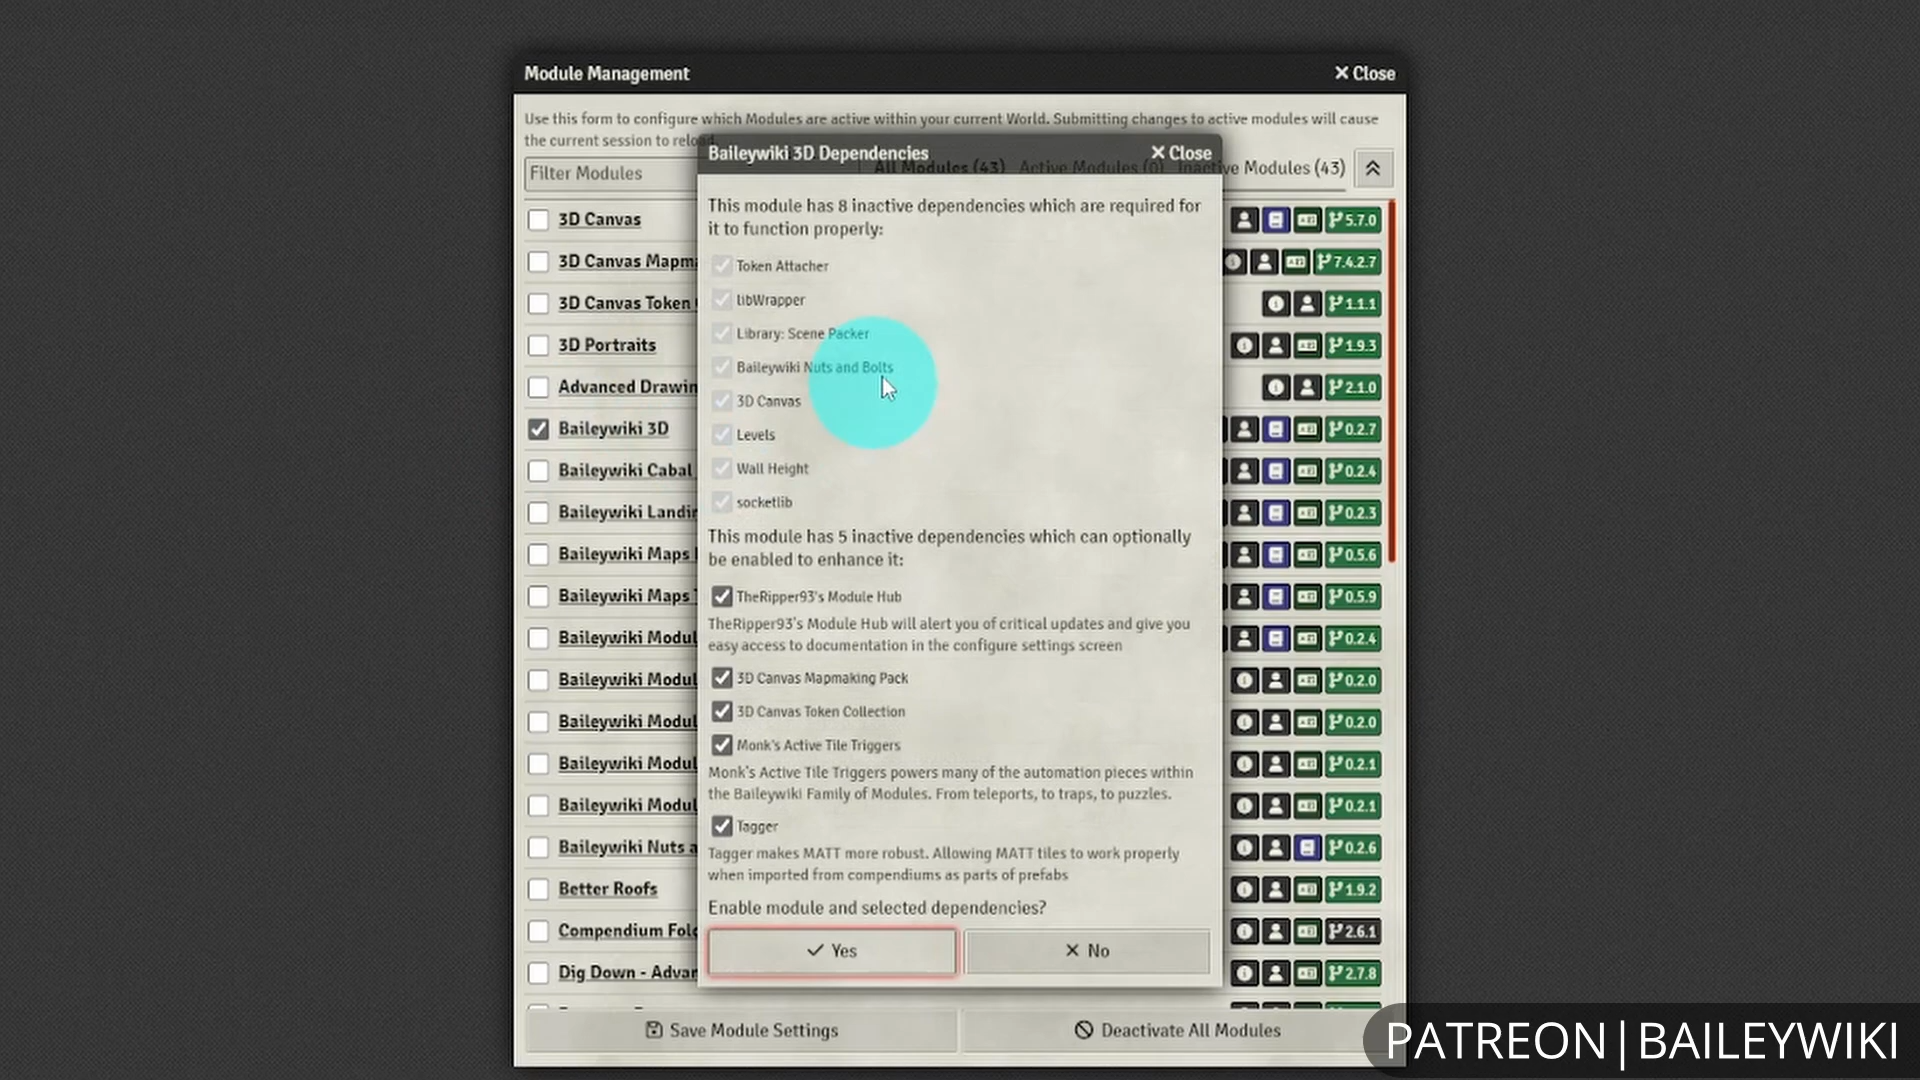 Module Management
Close
Use this form to configure which Modules are active within your current World. Submitting changes to active modules will cause
the current session to reload
Filter Modules
All Modules (43)
Active Modules (0)
Inactive Modules (43)
Baileywiki 3D Dependencies
Close
This module has 8 inactive dependencies which are required for
it to function properly:
Token Attacher
libWrapper
Library: Scene Packer
Baileywiki Nuts and Bolts
3D Canvas
Levels
Wall Height
socketlib
This module has 5 inactive dependencies which can optionally
be enabled to enhance it:
TheRipper93's Module Hub
TheRipper93's Module Hub will alert you of critical updates and give you
easy access to documentation in the configure settings screen
3D Canvas Mapmaking Pack
3D Canvas Token Collection
Monk's Active Tile Triggers
Monk's Active Tile Triggers powers many of the automation pieces within
the Baileywiki Family of Modules. From teleports, to traps, to puzzles.
Tagger
Tagger makes MATT more robust. Allowing MATT tiles to work properly
when imported from compendiums as parts of prefabs
Enable module and selected dependencies?
Yes
No
3D Canvas 5.7.0
3D Canvas Mapma 7.4.2.7
3D Canvas Token 1.1.1
3D Portraits 1.9.3
Advanced Drawin 2.1.0
Baileywiki 3D 0.2.7
Baileywiki Cabal 0.2.4
Baileywiki Landin 0.2.3
Baileywiki Maps 0.5.6
Baileywiki Maps 0.5.9
Baileywiki Modul 0.2.4
Baileywiki Modul 0.2.0
Baileywiki Modul 0.2.0
Baileywiki Modul 0.2.1
Baileywiki Modul 0.2.1
Baileywiki Nuts a 0.2.6
Better Roofs 1.9.2
Compendium Fol 2.6.1
Dig Down - Advan 2.7.8
Save Module Settings
Deactivate All Modules
PATREON|BAILEYWIKI